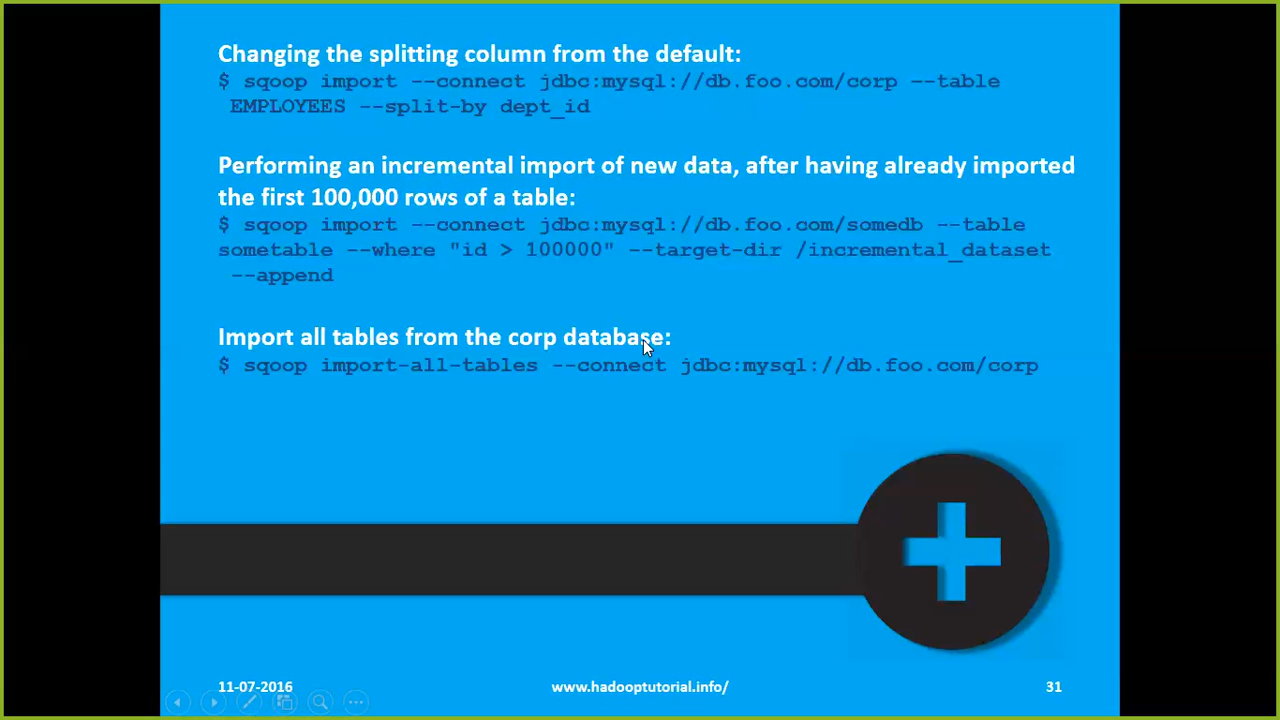 Changing the splitting column from the default:
$ sqoop import --connect jdbc:mysql://db.foo.com/corp --table
EMPLOYEES --split-by dept_id
Performing an incremental import of new data, after having already imported
the first 100,000 rows of a table:
$ sqoop import --connect jdbc:mysql://db.foo.com/somedb --table
sometable --where "id > 100000" --target-dir /incremental_dataset
--append
Import all tables from the corp database:
$ sqoop import-all-tables --connect jdbc:mysql://db.foo.com/corp
11-07-2016
www.hadooptutorial.info/
31